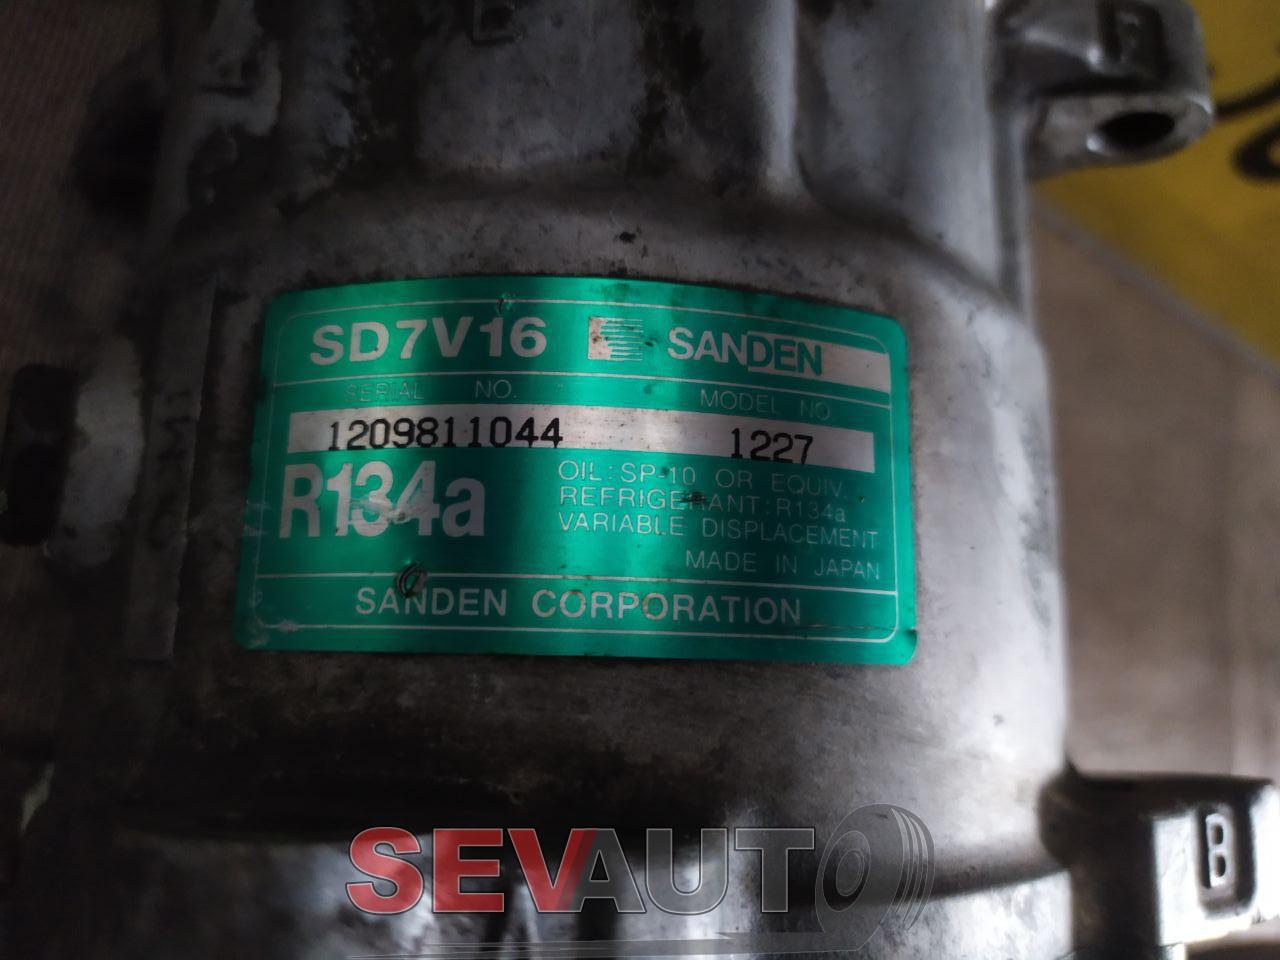 SD7V16 SANDEN
SERIAL NO. MODEL NO.
1209811044 1227
R134a
OIL: SP-10 OR EQUIV.
REFRIGERANT: R134a
VARIABLE DISPLACEMENT
MADE IN JAPAN
SANDEN CORPORATION
B
SEVAUTO